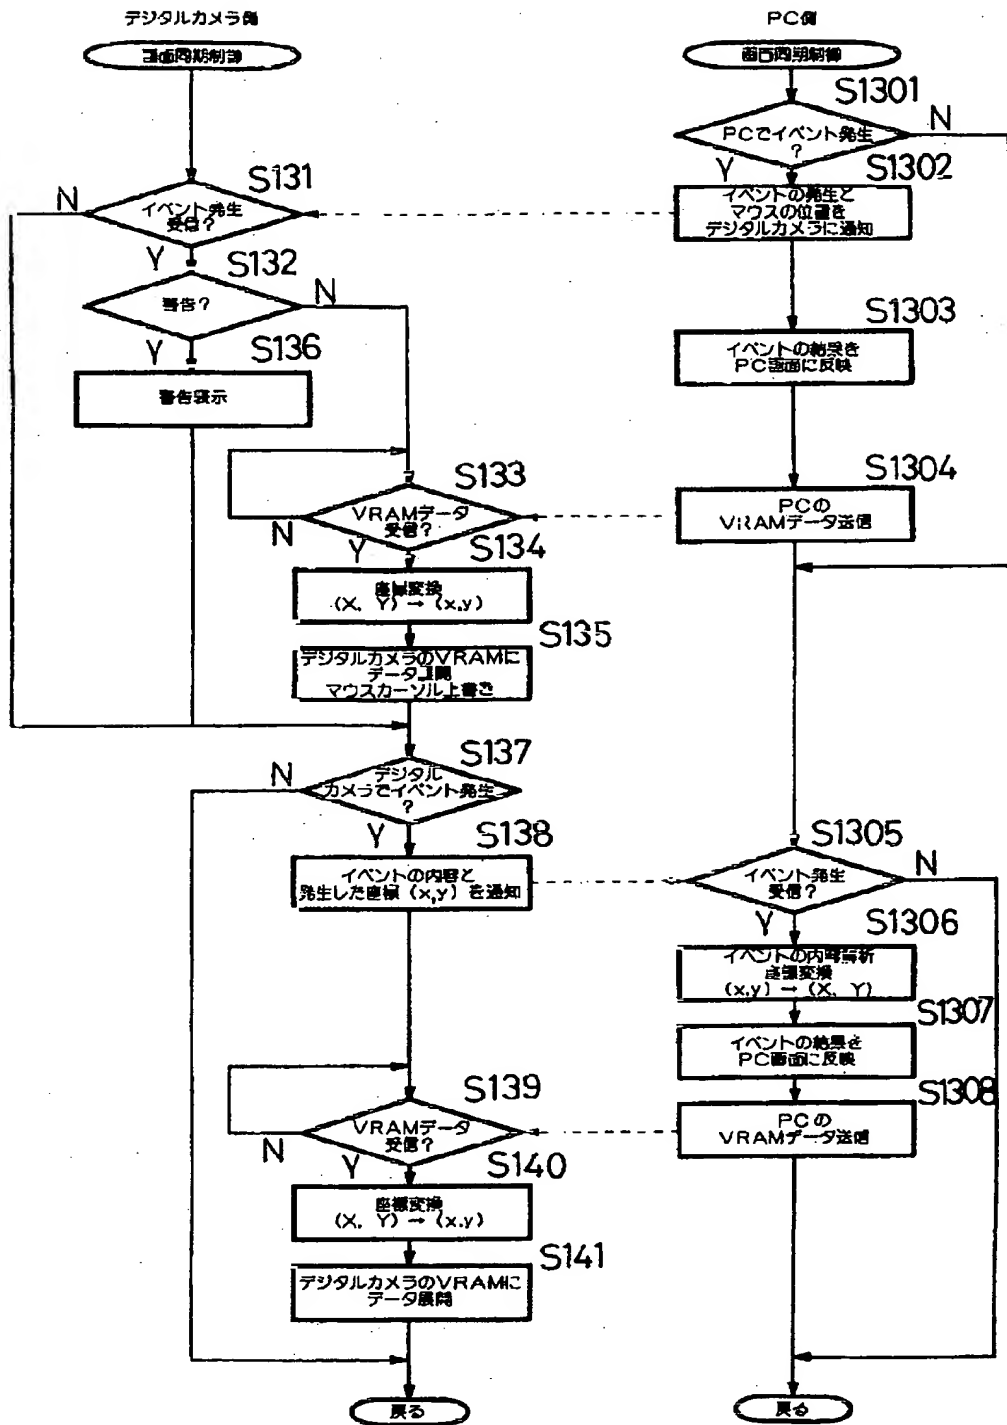 デジタルカメラ側
PC側
画面同期制御
画面同期制御
S1301
PCでイベント発生
?
N
Y
S1302
S131
イベント発生
受信?
N
Y
イベントの発生と
マウスの位置を
デジタルカメラに通知
S132
警告?
N
Y
S136
警告表示
S1303
イベントの結果を
PC画面に反映
S133
VRAMデータ
受信?
N
Y
S1304
PCの
VRAMデータ送信
S134
座標変換
(X, Y) → (x,y)
S135
デジタルカメラのVRAMに
データ展開
マウスカーソル上書き
S137
デジタル
カメラでイベント発生
?
N
Y
S138
イベントの内容と
発生した座標 (x,y) を通知
S1305
イベント発生
受信?
N
Y
S1306
イベントの内容解析
座標変換
(x,y) → (X, Y)
S1307
イベントの結果を
PC画面に反映
S1308
PCの
VRAMデータ送信
S139
VRAMデータ
受信?
N
Y
S140
座標変換
(X, Y) → (x,y)
S141
デジタルカメラのVRAMに
データ展開
戻る
戻る